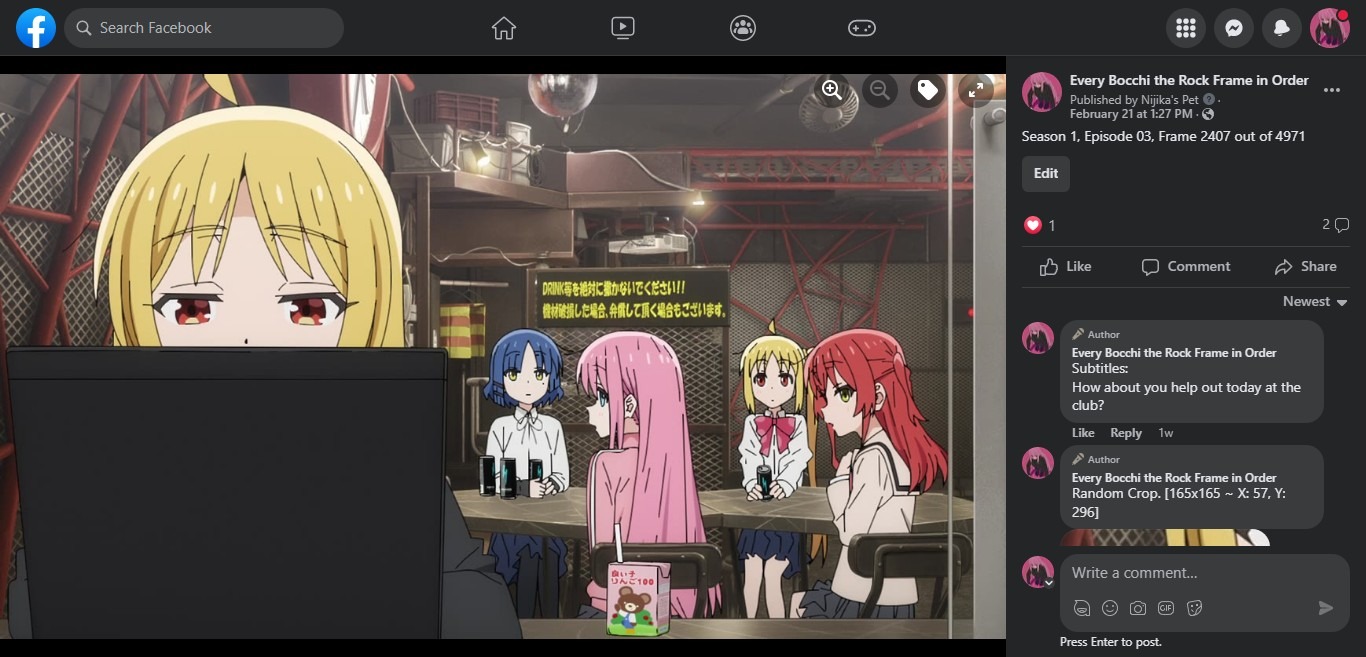 Search Facebook
DRINK等を絶対に撒かないでください!!
機材破損した場合、弁償して頂く場合もございます。
良い子
りんご100
Every Bocchi the Rock Frame in Order
Published by Nijika's Pet ·
February 21 at 1:27 PM ·
Season 1, Episode 03, Frame 2407 out of 4971
Edit
1
2
Like Comment Share
Newest
Author
Every Bocchi the Rock Frame in Order
Subtitles:
How about you help out today at the
club?
Like Reply 1w
Author
Every Bocchi the Rock Frame in Order
Random Crop. [165x165 ~ X: 57, Y:
296]
Write a comment...
GIF
Press Enter to post.